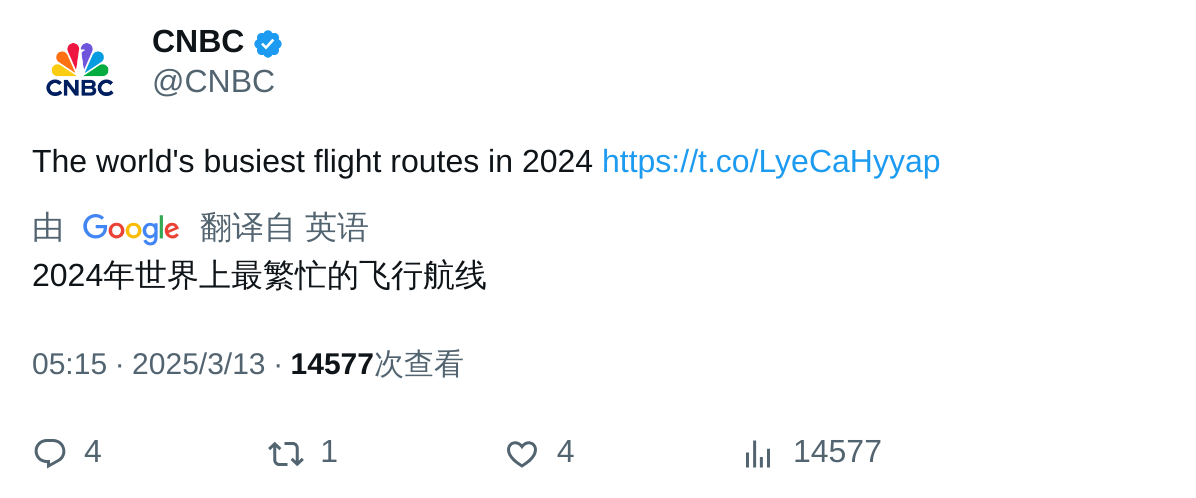 CNBC
CNBC
@CNBC
The world's busiest flight routes in 2024 https://t.co/LyeCaHyyap
由 Google 翻译自 英语
2024年世界上最繁忙的飞行航线
05:15 · 2025/3/13 · 14577次查看
4 1 4 14577